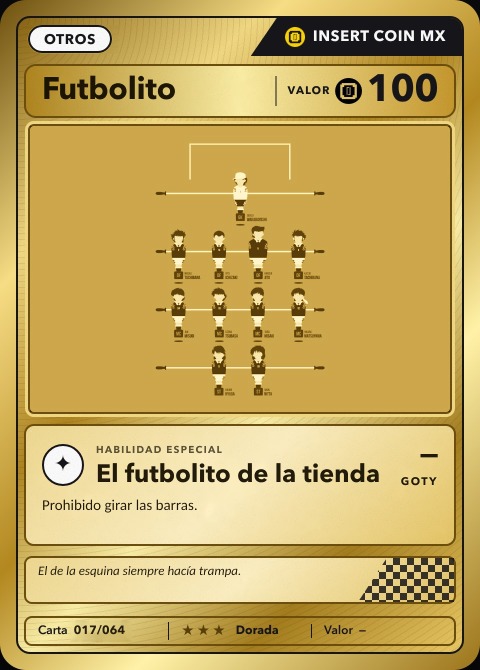 OTROS
INSERT COIN MX
Futbolito
VALOR 100
HABILIDAD ESPECIAL
El futbolito de la tienda
—
GOTY
Prohibido girar las barras.
El de la esquina siempre hacía trampa.
Carta 017/064
★ ★ ★ Dorada
Valor —